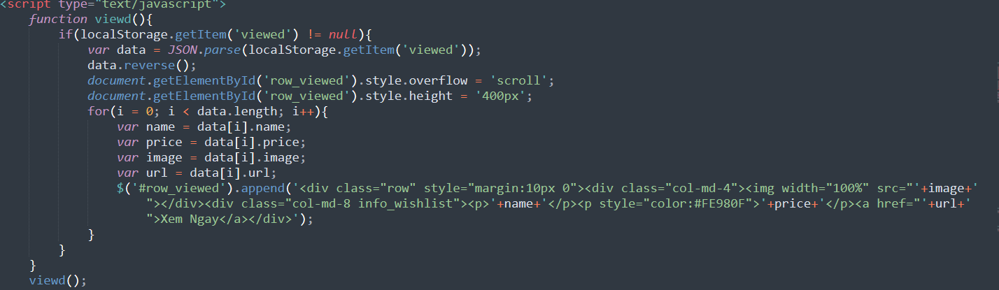 <script type="text/javascript">
function viewd(){
if(localStorage.getItem('viewed') != null){
var data = JSON.parse(localStorage.getItem('viewed'));
data.reverse();
document.getElementById('row_viewed').style.overflow = 'scroll';
document.getElementById('row_viewed').style.height = '400px';
for(i = 0; i < data.length; i++){
var name = data[i].name;
var price = data[i].price;
var image = data[i].image;
var url = data[i].url;
$('#row_viewed').append('<div class="row" style="margin:10px 0"><div class="col-md-4"><img width="100%" src="'+image+'
"></div><div class="col-md-8 info_wishlist"><p>'+name+'</p><p style="color:#FE980F">'+price+'</p><a href="'+url+'
">Xem Ngay</a></div>');
}
}
}
viewd();